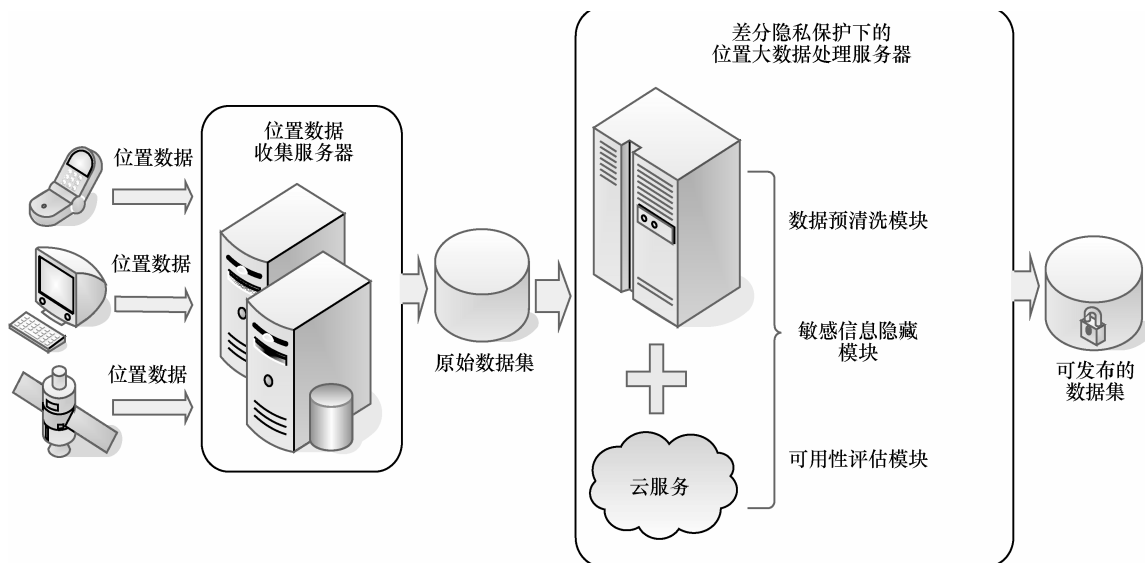 位置数据
位置数据
位置数据
位置数据
收集服务器
原始数据集
差分隐私保护下的
位置大数据处理服务器
云服务
数据预清洗模块
敏感信息隐藏
模块
可用性评估模块
可发布的
数据集